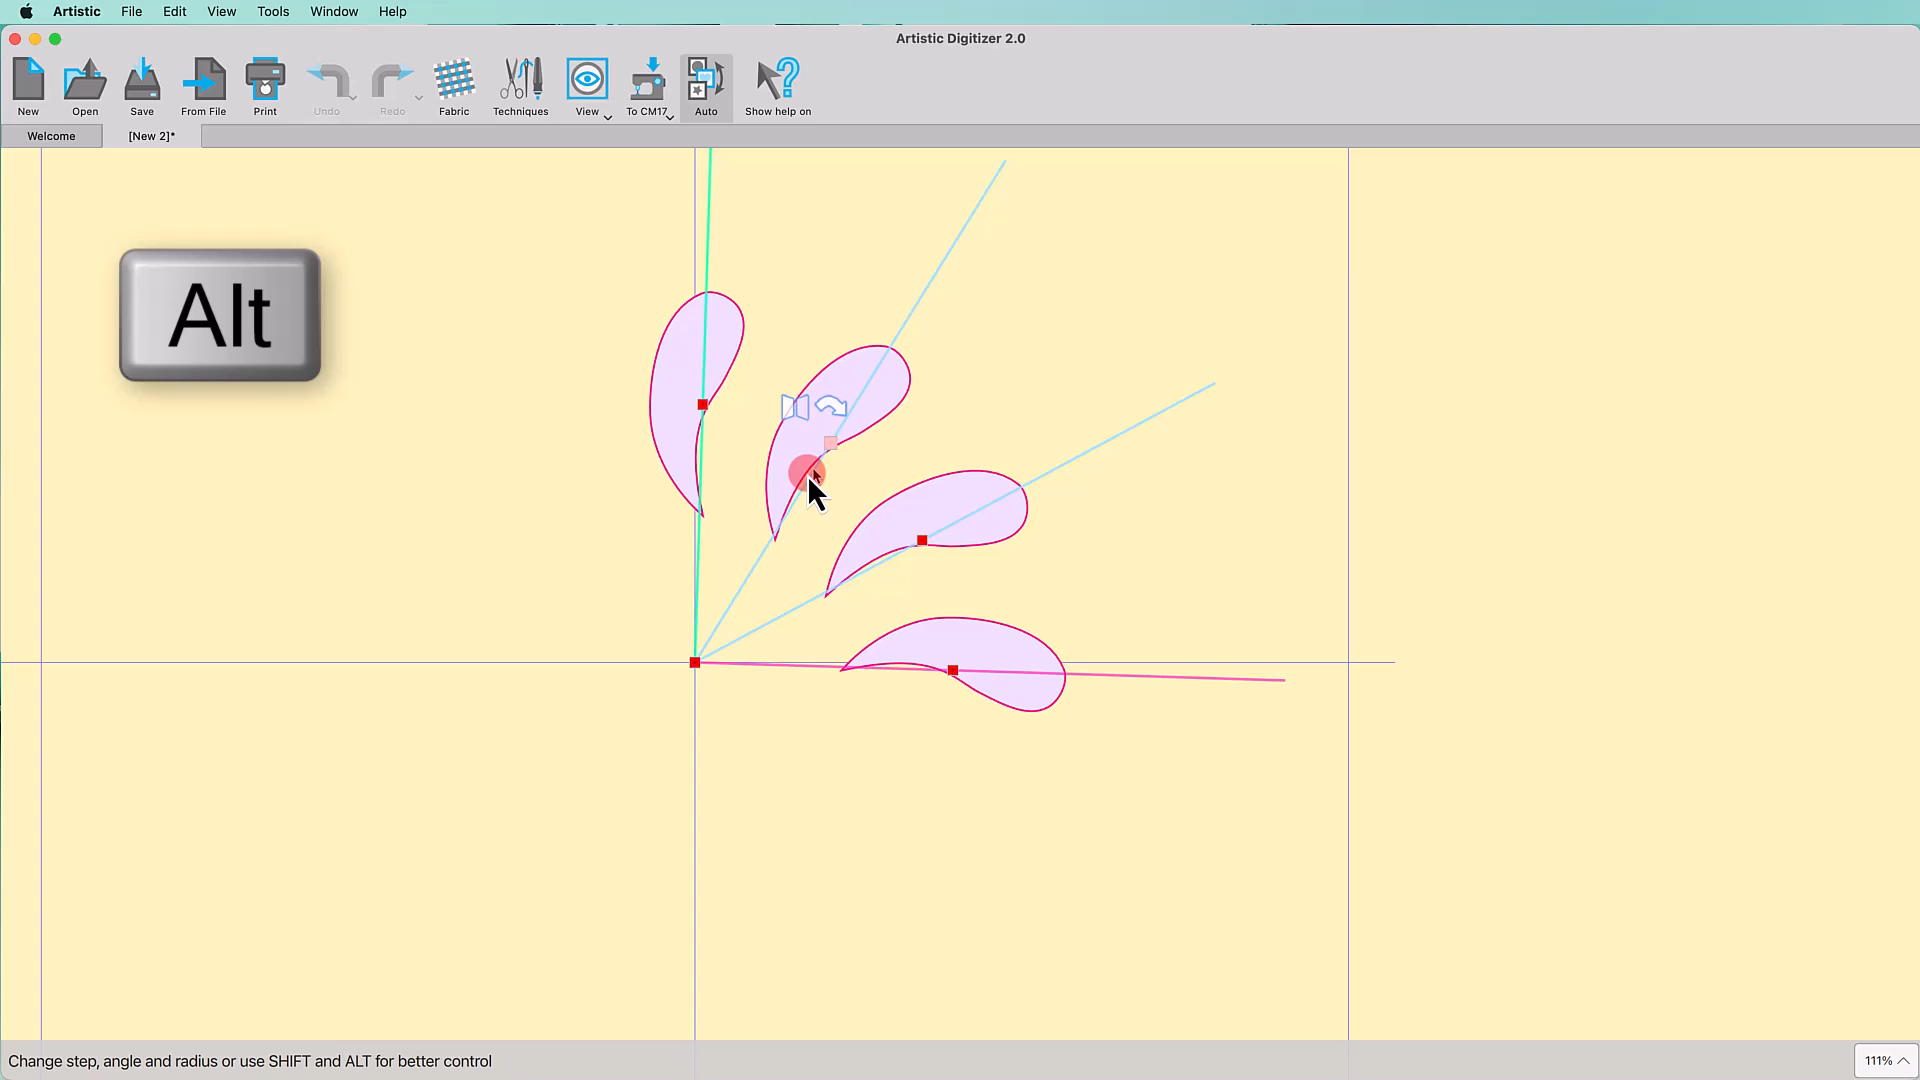 Artistic File Edit View Tools Window Help
Artistic Digitizer 2.0
New Open Save From File Print Undo Redo Fabric Techniques View To CM17 Auto Show help on
Welcome [New 2]*
Alt
Change step, angle and radius or use SHIFT and ALT for better control
111%